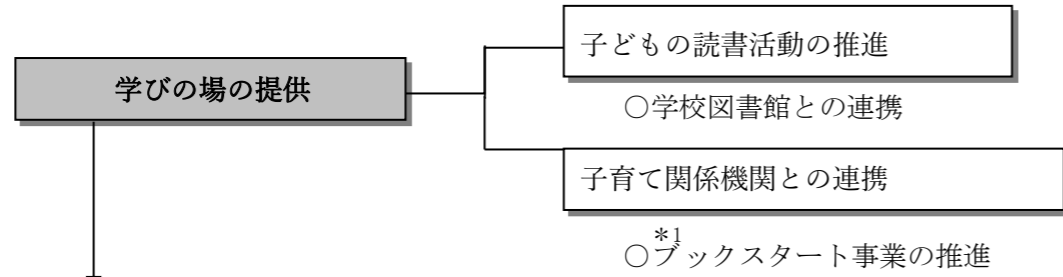 子どもの読書活動の推進
学びの場の提供
○学校図書館との連携
子育て関係機関との連携
*1
○ブックスタート事業の推進